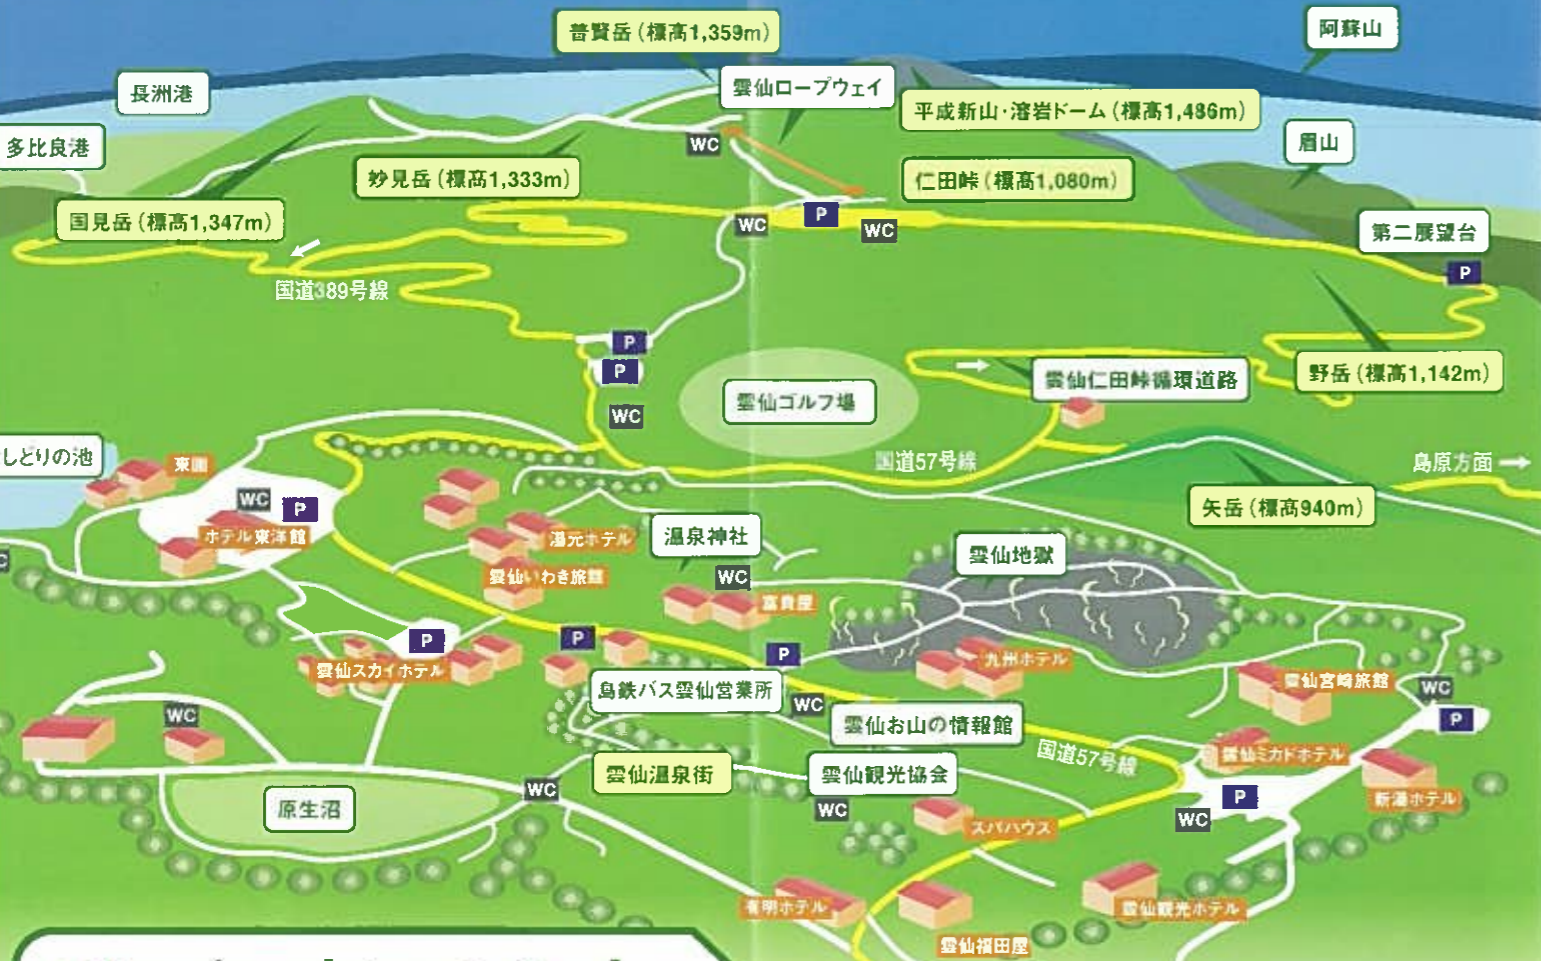 普賢岳(標高1,359m)
阿蘇山
長洲港
雲仙ロープウェイ
平成新山・溶岩ドーム(標高1,486m)
多比良港
WC
眉山
妙見岳(標高1,333m)
仁田峠(標高1,080m)
国見岳(標高1,347m)
WC
P
WC
第二展望台
P
国道389号線
P
P
雲仙仁田峠循環道路
野岳(標高1,142m)
雲仙ゴルフ場
WC
しどりの池
東園
国道57号線
島原方面→
WC
P
矢岳(標高940m)
ホテル東洋館
湯元ホテル
温泉神社
雲仙地獄
雲仙いわき旅館
WC
富貴屋
P
P
P
雲仙スカイホテル
九州ホテル
島鉄バス雲仙営業所
雲仙宮崎旅館
WC
WC
WC
P
雲仙お山の情報館
国道57号線
雲仙ミカドホテル
雲仙温泉街
雲仙観光協会
新湯ホテル
WC
P
原生沼
WC
WC
スパハウス
有明ホテル
雲仙観光ホテル
雲仙福田屋